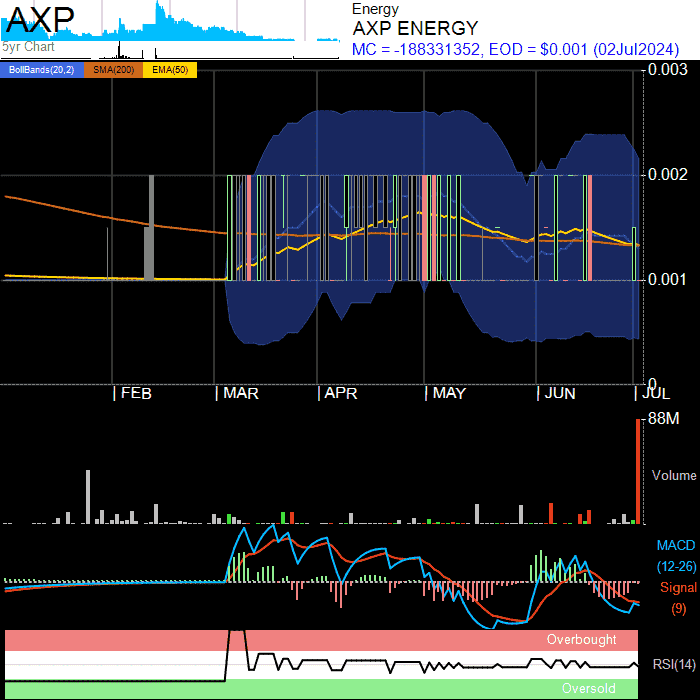 AXP
5yr Chart
Energy
AXP ENERGY
MC = -188331352, EOD = $0.001 (02Jul2024)
BollBands(20,2) SMA(200) EMA(50)
0.003
0.002
0.001
0
FEB MAR APR MAY JUN JUL
88M
Volume
MACD
(12-26)
Signal
(9)
Overbought
RSI(14)
Oversold